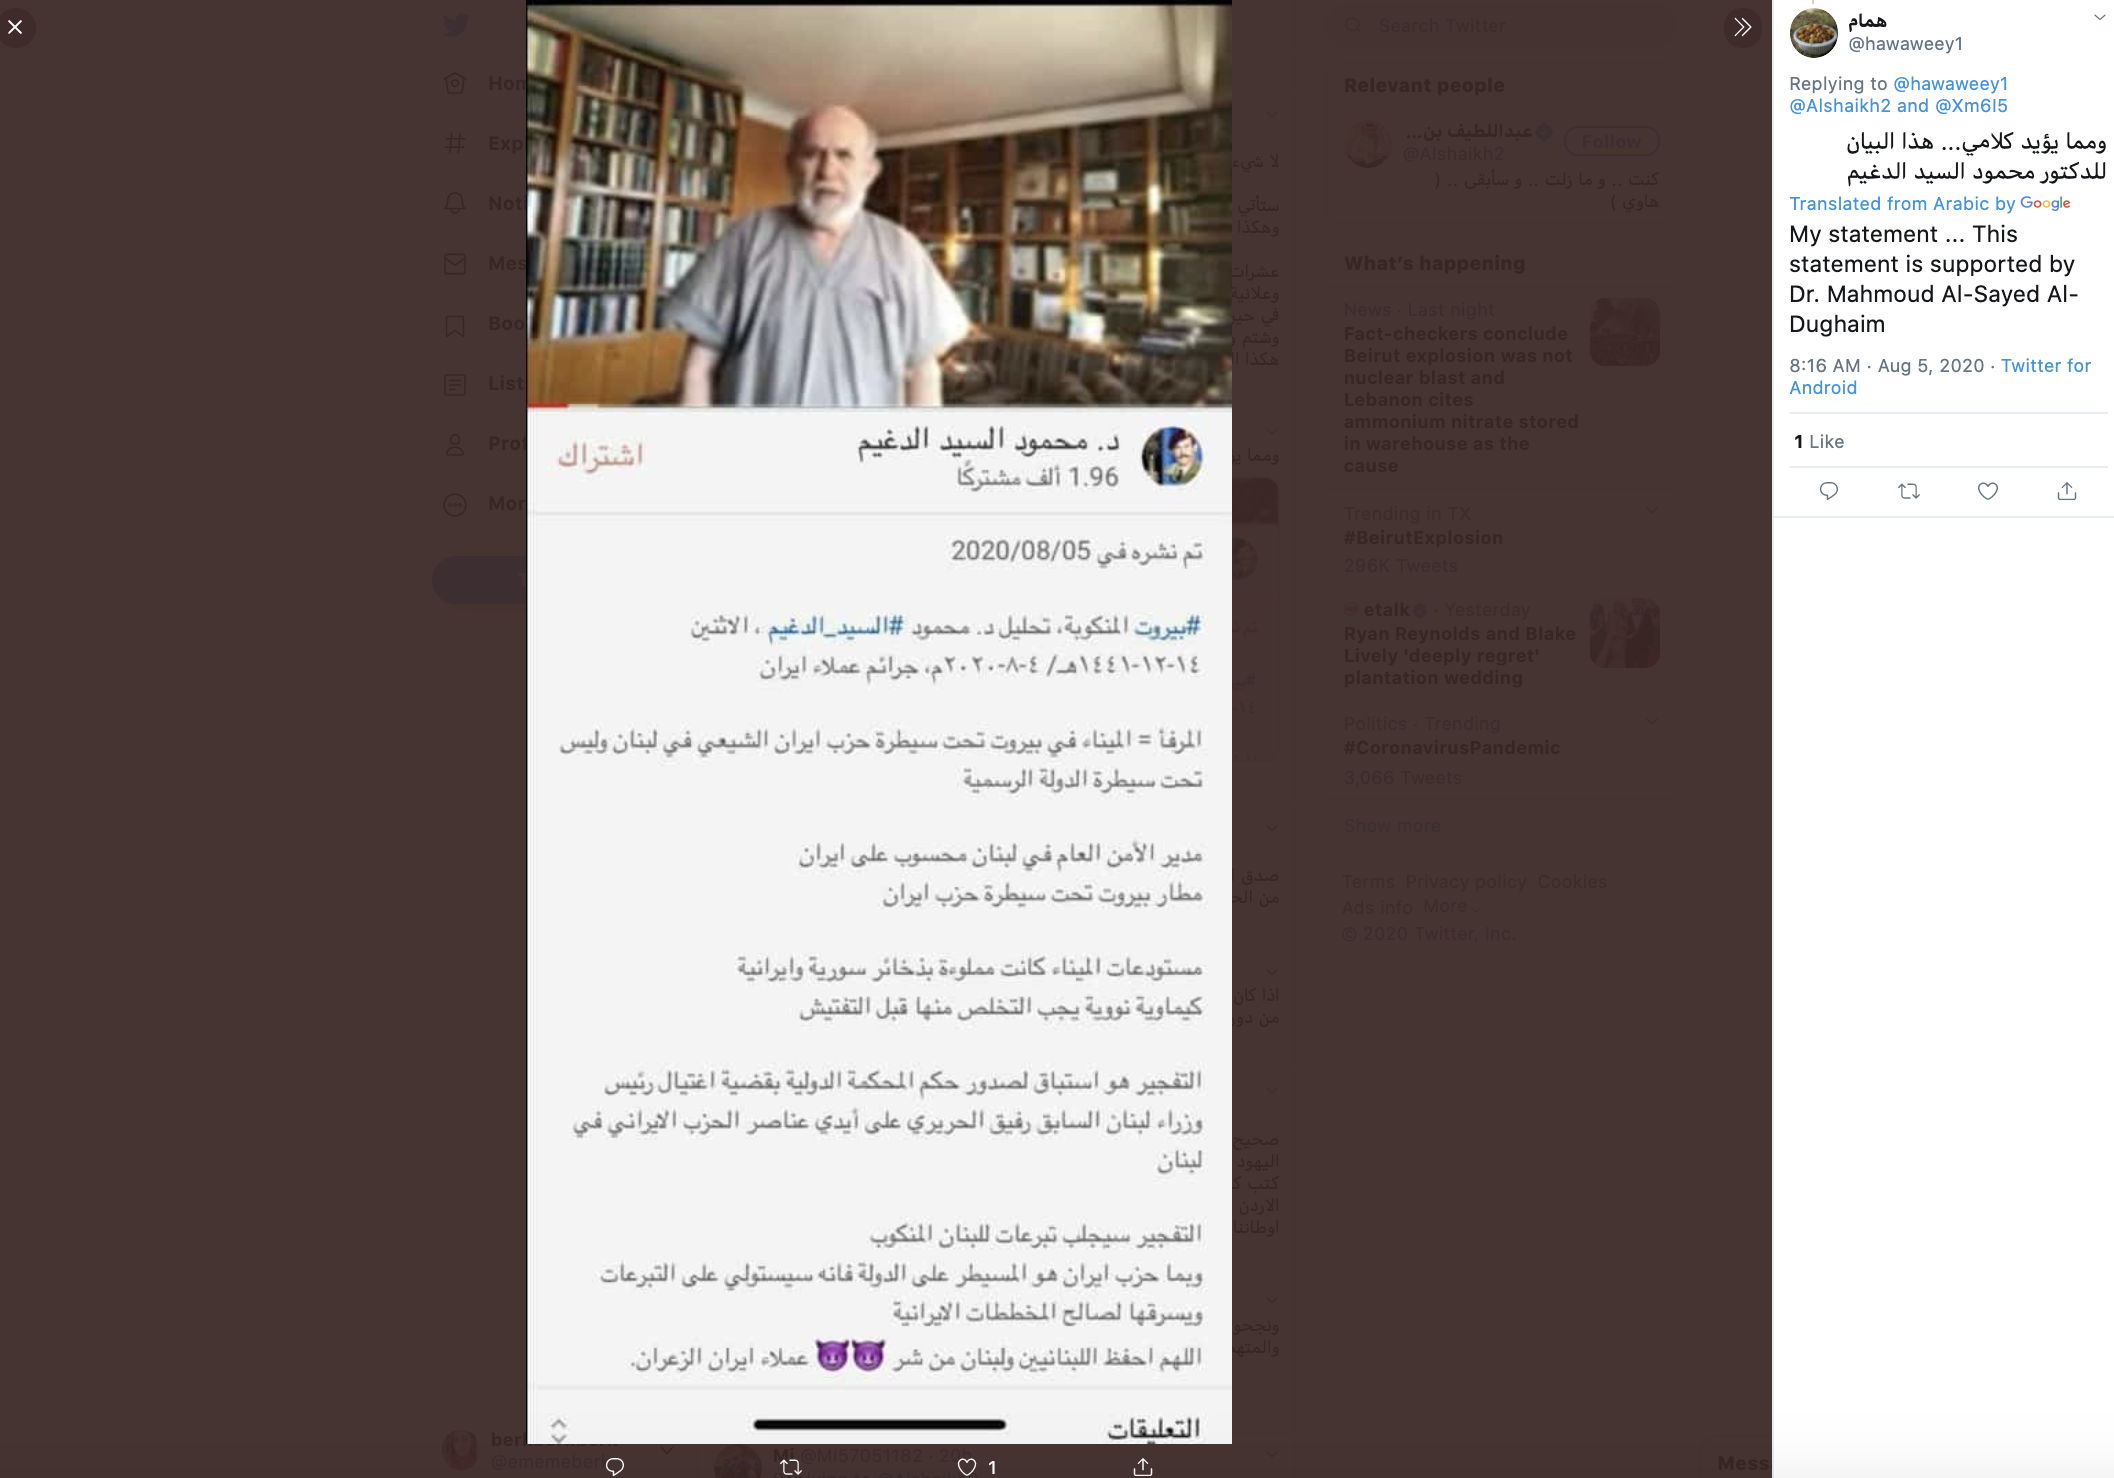 Search Twitter
Relevant people
عبداللطيف بن...
@Alshaikh2
Follow
كنت .. و ما زلت .. و سأبقى .. (
هاوي )
What's happening
News · Last night
Fact-checkers conclude
Beirut explosion was not
nuclear blast and
Lebanon cites
ammonium nitrate stored
in warehouse as the
cause
Trending in TX
#BeirutExplosion
296K Tweets
etalk · Yesterday
Ryan Reynolds and Blake
Lively 'deeply regret'
plantation wedding
Politics · Trending
#CoronavirusPandemic
3,066 Tweets
Show more
Terms Privacy policy Cookies
Ads info More
© 2020 Twitter, Inc.
د. محمود السيد الدغيم
1.96 ألف مشتركًا
اشتراك
تم نشره في 2020/08/05
#بيروت المنكوبة، تحليل د. محمود #السيد_الدغيم ، الاثنين
١٤-١٢-١٤٤١هـ/ ٤-٨-٢٠٢٠م، جرائم عملاء ايران
المرفأ = الميناء في بيروت تحت سيطرة حزب ايران الشيعي في لبنان وليس
تحت سيطرة الدولة الرسمية
مدير الأمن العام في لبنان محسوب على ايران
مطار بيروت تحت سيطرة حزب ايران
مستودعات الميناء كانت مملوءة بذخائر سورية وايرانية
كيماوية نووية يجب التخلص منها قبل التفتيش
التفجير هو استباق لصدور حكم المحكمة الدولية بقضية اغتيال رئيس
وزراء لبنان السابق رفيق الحريري على أيدي عناصر الحزب الايراني في
لبنان
التفجير سيجلب تبرعات للبنان المنكوب
وبما حزب ايران هو المسيطر على الدولة فانه سيستولي على التبرعات
ويسرقها لصالح المخططات الايرانية
اللهم احفظ اللبنانيين ولبنان من شر 😈😈 عملاء ايران الزعران.
التعليقات
1
همام
@hawaweey1
Replying to @hawaweey1
@Alshaikh2 and @Xm6I5
ومما يؤيد كلامي... هذا البيان
للدكتور محمود السيد الدغيم
Translated from Arabic by Google
My statement ... This
statement is supported by
Dr. Mahmoud Al-Sayed Al-
Dughaim
8:16 AM · Aug 5, 2020 · Twitter for
Android
1 Like